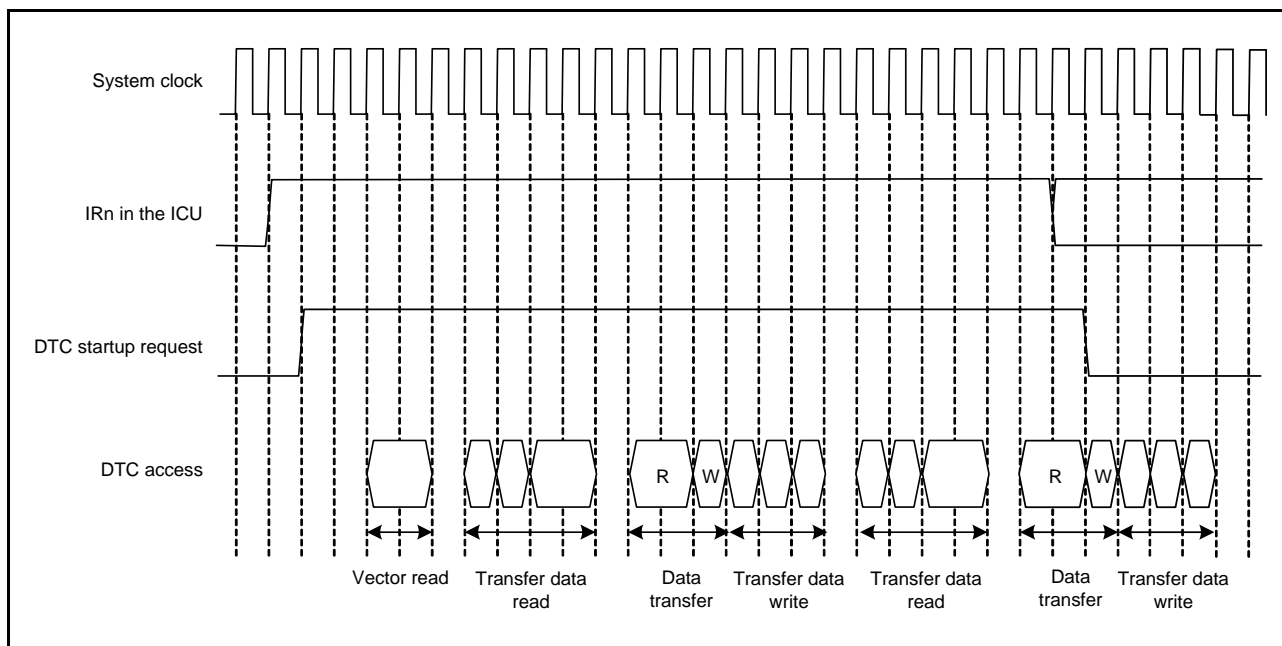 System clock
IRn in the ICU
DTC startup request
DTC access
R
W
R
W
Vector read
Transfer data
read
Data
transfer
Transfer data
write
Transfer data
read
Data
transfer
Transfer data
write